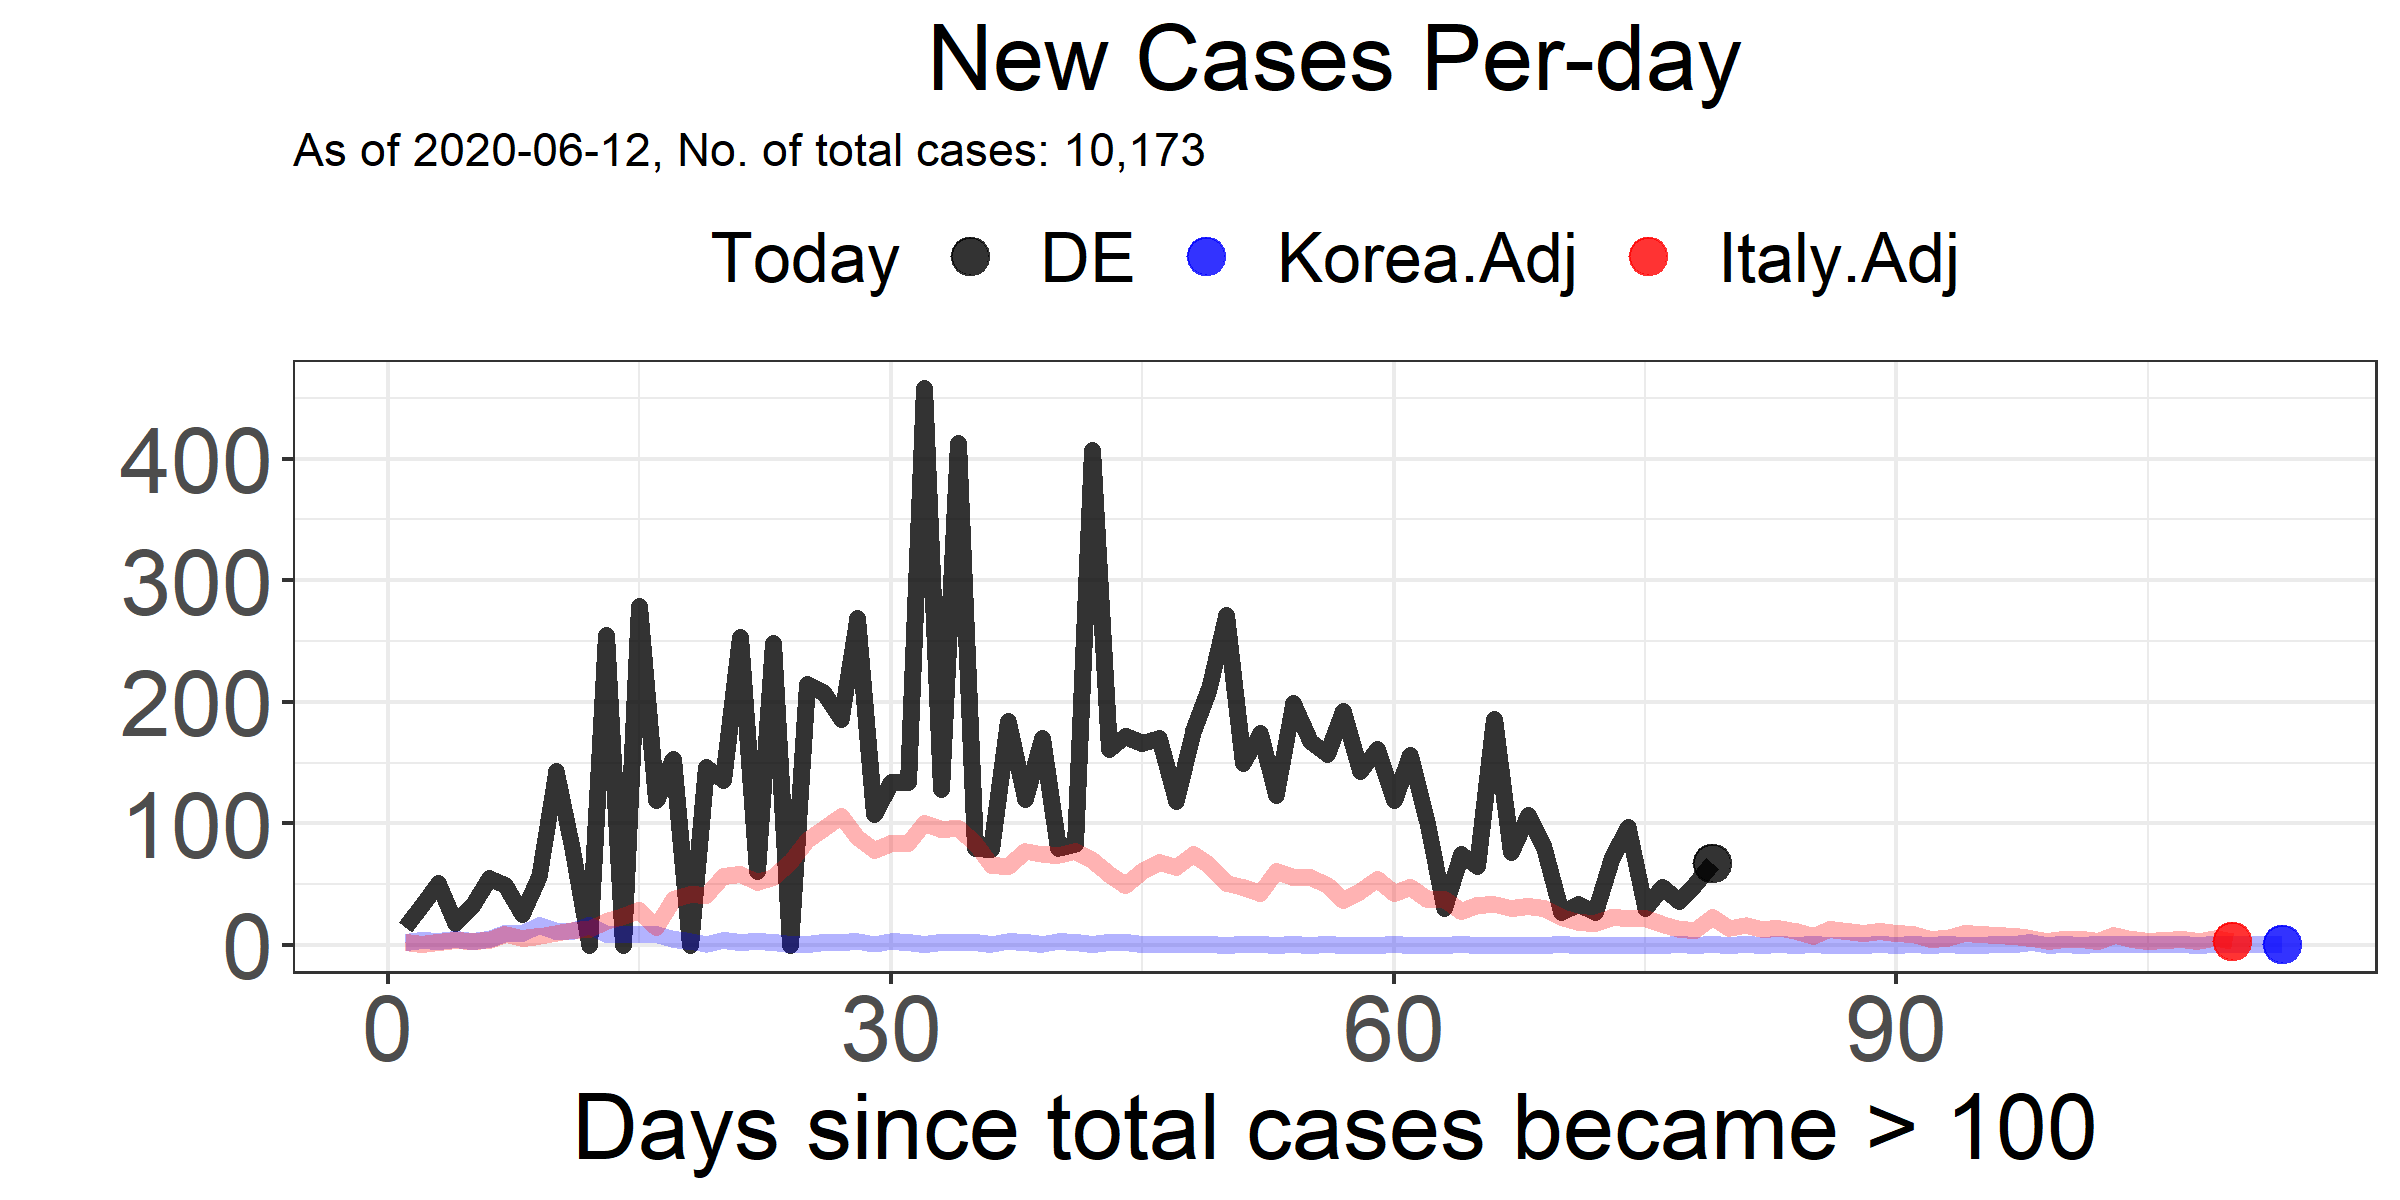 New Cases Per-day
As of 2020-06-12, No. of total cases: 10,173
Today DE Korea.Adj Italy.Adj
400
300
200
100
0
0 30 60 90
Days since total cases became > 100